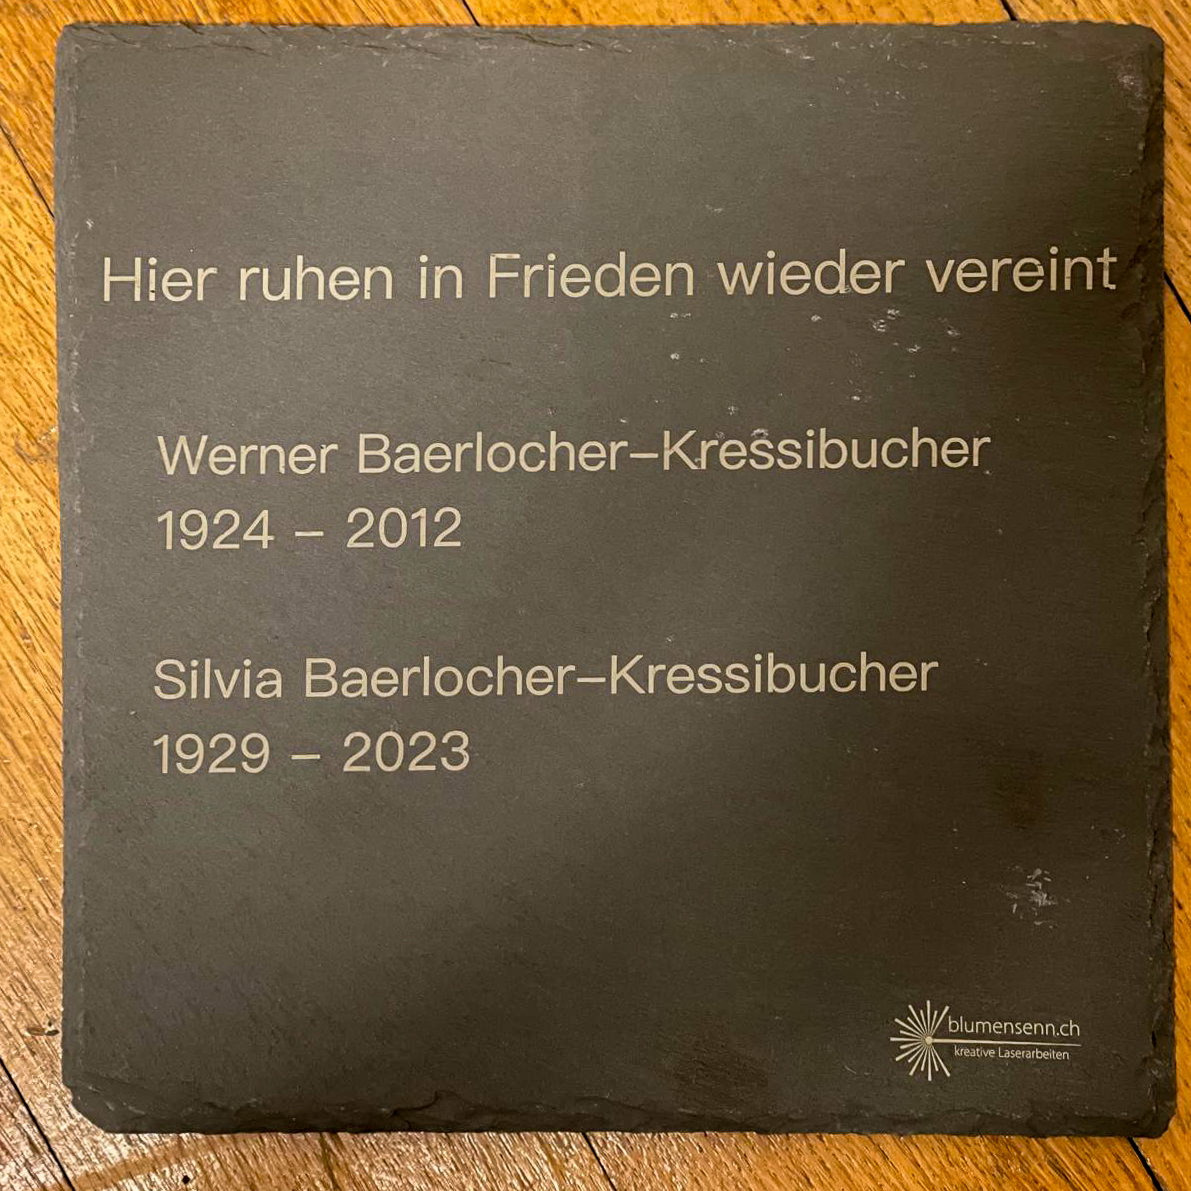 Hier ruhen in Frieden wieder vereint
Werner Baerlocher–Kressibucher
1924 – 2012
Silvia Baerlocher–Kressibucher
1929 – 2023
blumensenn.ch
kreative Laserarbeiten